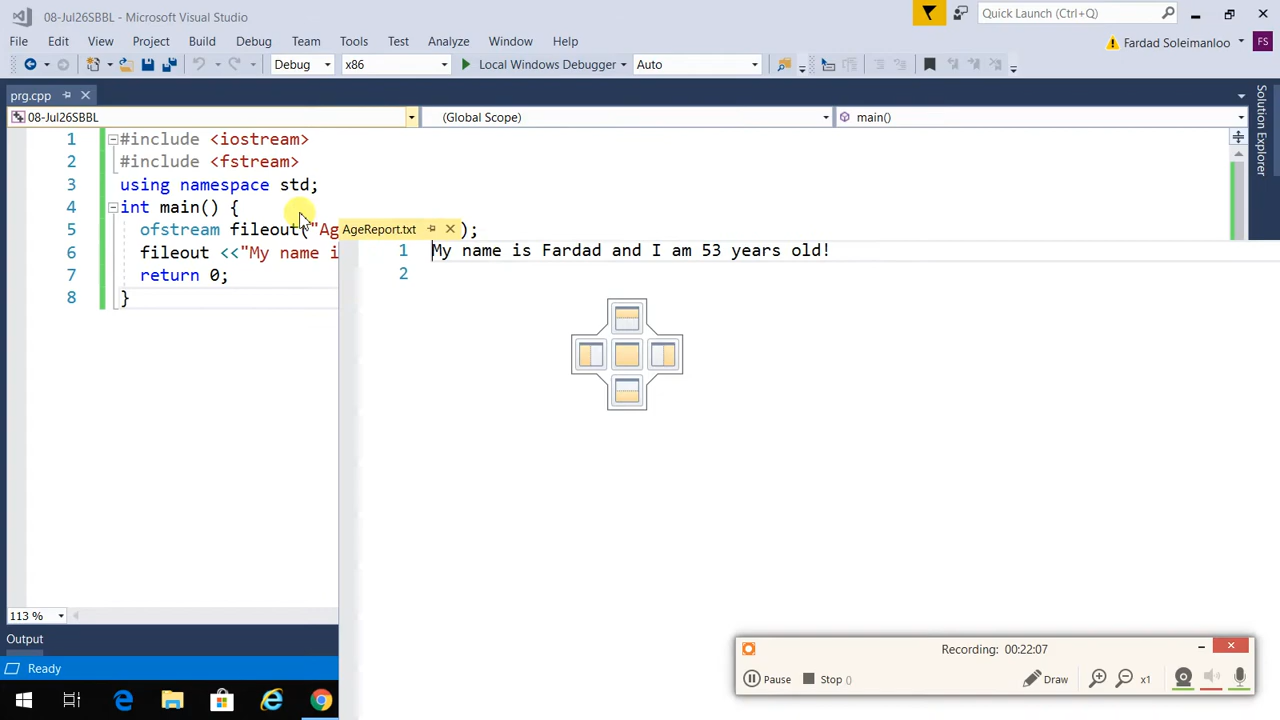 08-Jul26SBBL - Microsoft Visual Studio
Quick Launch (Ctrl+Q)
File Edit View Project Build Debug Team Tools Test Analyze Window Help
Fardad Soleimanloo FS
Debug x86 Local Windows Debugger Auto
prg.cpp
08-Jul26SBBL (Global Scope) main()
Solution Explorer
1 #include <iostream>
2 #include <fstream>
3 using namespace std;
4 int main() {
5 ofstream fileout("Ag );
6 fileout <<"My name i
7 return 0;
8 }
AgeReport.txt
1 My name is Fardad and I am 53 years old!
2
113 %
Output
Ready
Recording: 00:22:07
Pause Stop () Draw x1